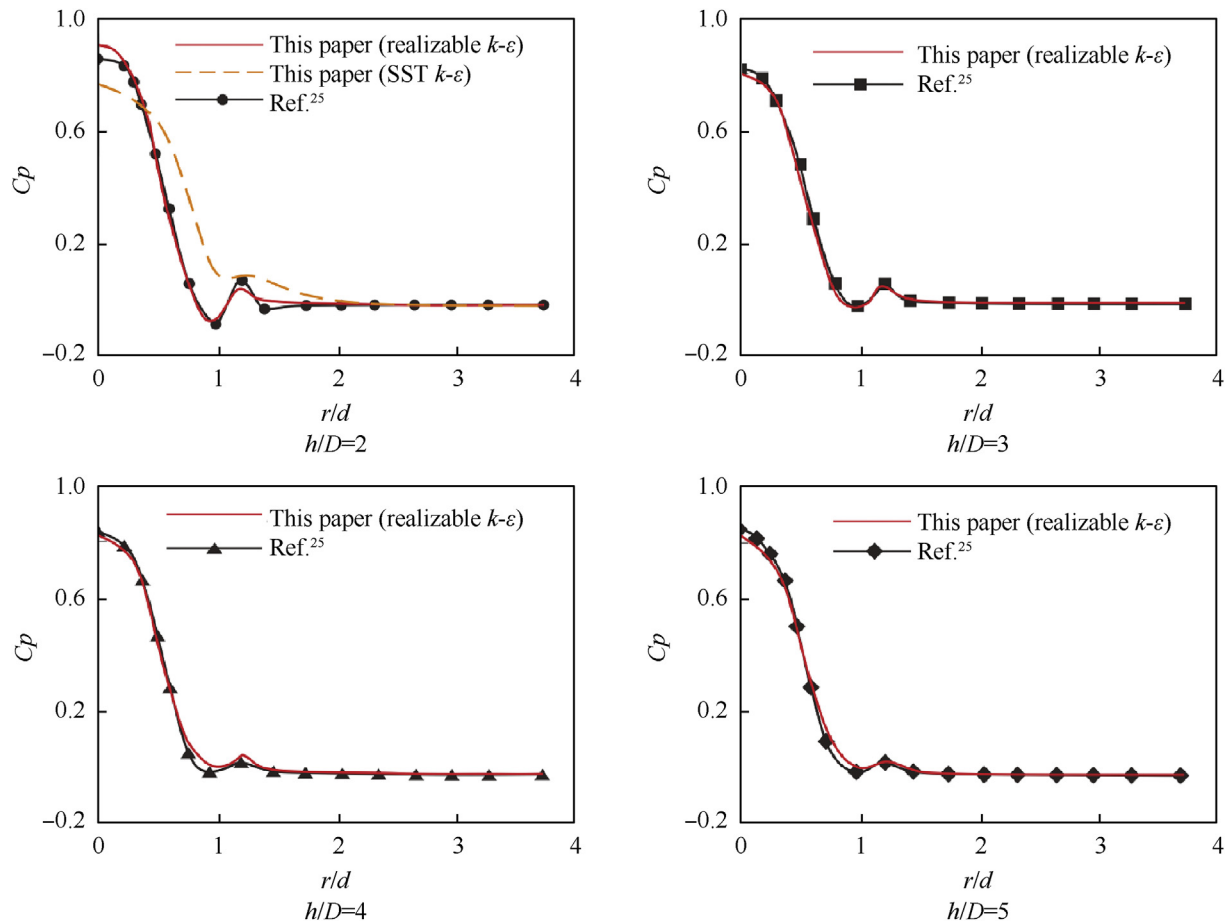 1.0
0.6
0.2
−0.2
Cp
0 1 2 3 4
r/d
h/D=2
This paper (realizable k-ε)
This paper (SST k-ε)
Ref.²⁵
1.0
0.6
0.2
−0.2
Cp
0 1 2 3 4
r/d
h/D=3
This paper (realizable k-ε)
Ref.²⁵
1.0
0.6
0.2
−0.2
Cp
0 1 2 3 4
r/d
h/D=4
This paper (realizable k-ε)
Ref.²⁵
1.0
0.6
0.2
−0.2
Cp
0 1 2 3 4
r/d
h/D=5
This paper (realizable k-ε)
Ref.²⁵